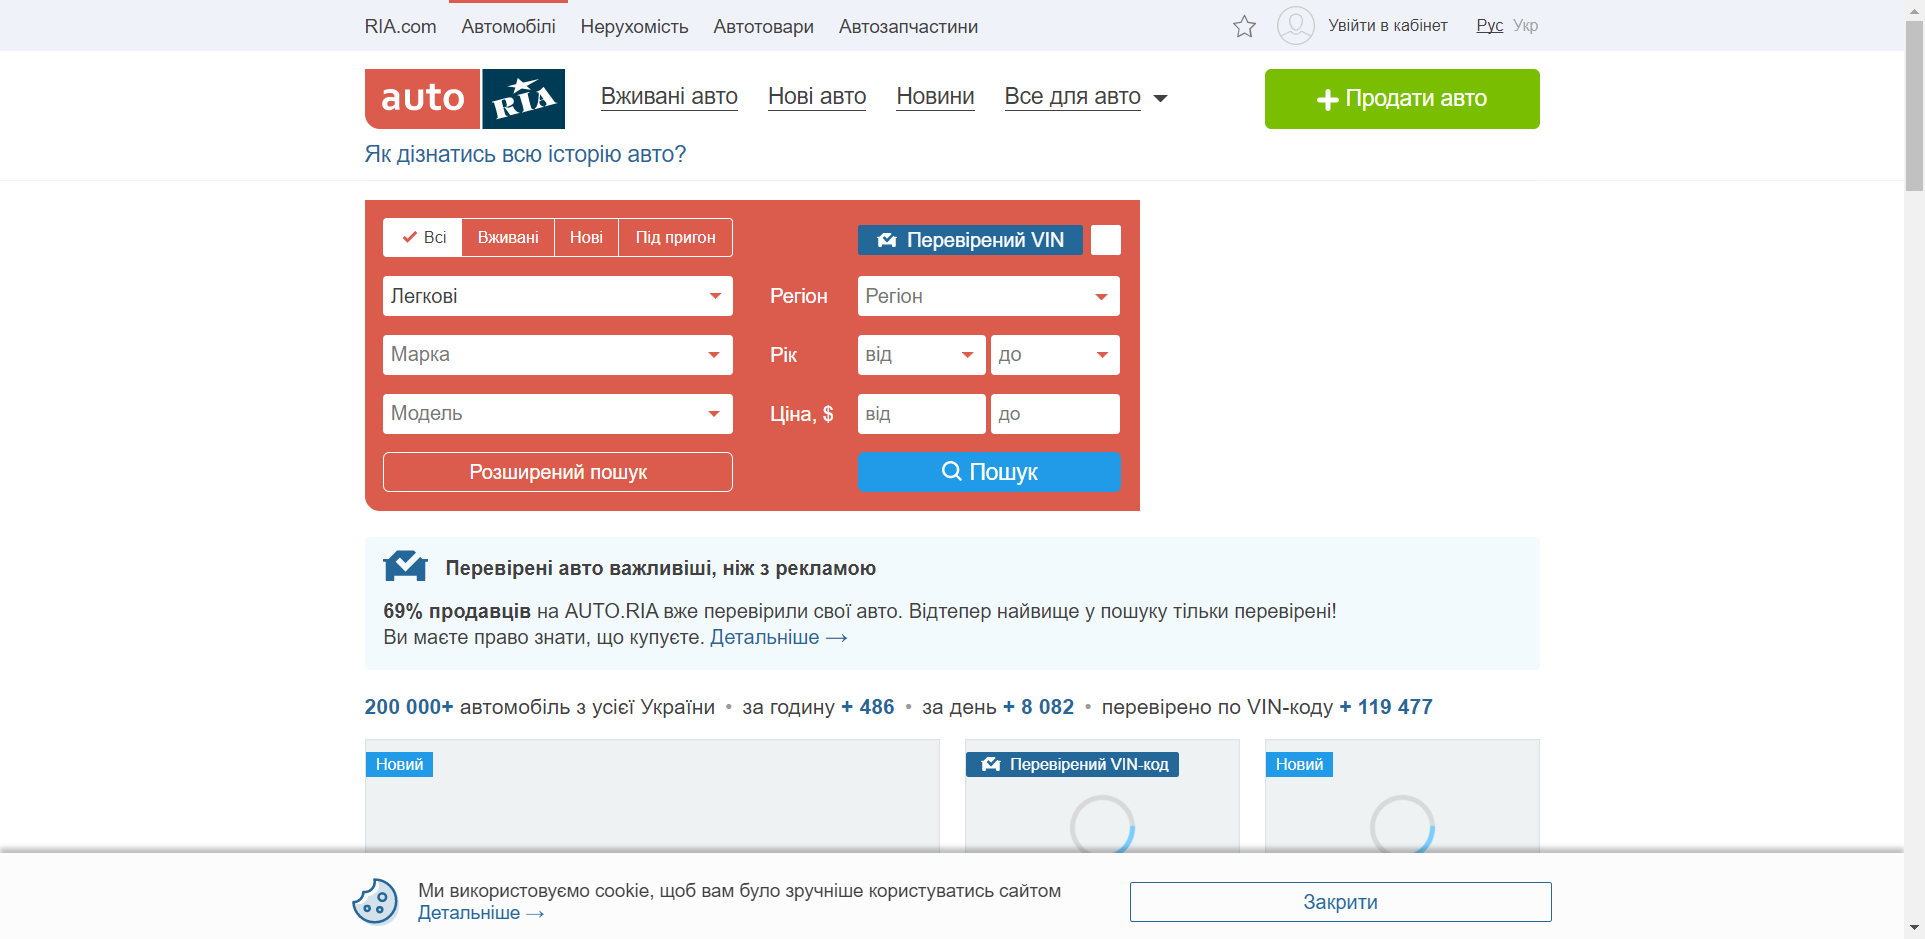 RIA.com Автомобілі Нерухомість Автотовари Автозапчастини Увійти в кабінет Рус Укр
auto RIA Вживані авто Нові авто Новини Все для авто Продати авто
Як дізнатись всю історію авто?
Всі Вживані Нові Під пригон Перевірений VIN
Легкові Регіон Регіон
Марка Рік від до
Модель Ціна, $ від до
Розширений пошук Пошук
Перевірені авто важливіші, ніж з рекламою
69% продавців на AUTO.RIA вже перевірили свої авто. Відтепер найвище у пошуку тільки перевірені!
Ви маєте право знати, що купуєте. Детальніше →
200 000+ автомобіль з усієї України • за годину + 486 • за день + 8 082 • перевірено по VIN-коду + 119 477
Новий Перевірений VIN-код Новий
Ми використовуємо cookie, щоб вам було зручніше користуватись сайтом
Детальніше →
Закрити